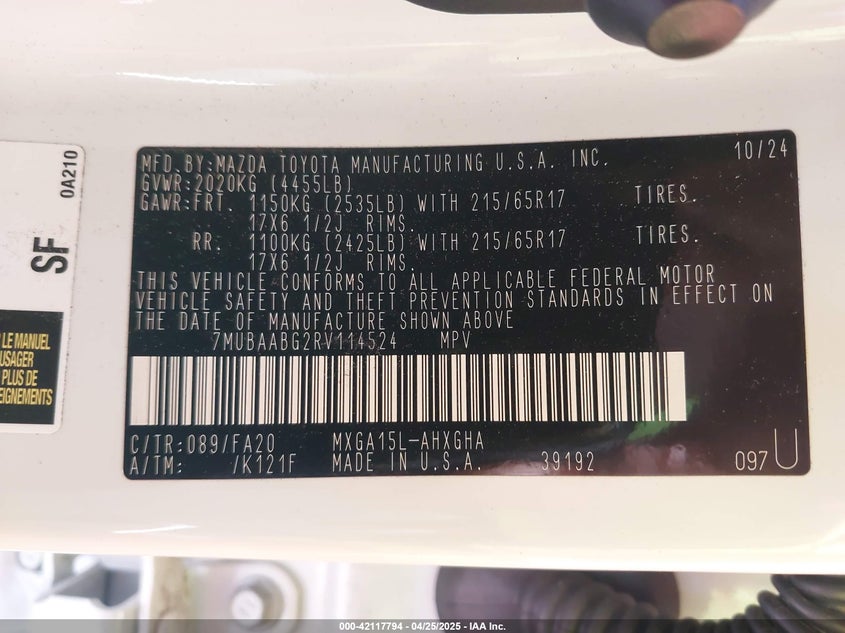 MFD.BY:MAZDA TOYOTA MANUFACTURING U.S.A. INC. 10/24
GVWR:2020KG (4455LB)
GAWR:FRT. 1150KG (2535LB) WITH 215/65R17 TIRES.
17X6 1/2J RIMS.
RR. 1100KG (2425LB) WITH 215/65R17 TIRES.
17X6 1/2J RIMS.
THIS VEHICLE CONFORMS TO ALL APPLICABLE FEDERAL MOTOR
VEHICLE SAFETY AND THEFT PREVENTION STANDARDS IN EFFECT ON
THE DATE OF MANUFACTURE SHOWN ABOVE
7MUBAABG2RV114524 MPV
C/TR:089/FA20 MXGA15L-AHXGHA
A/TM: /K121F MADE IN U.S.A. 39192 097 U
0A210
SF
LE MANUEL
USAGER
PLUS DE
EIGNEMENTS
000-42117794 - 04/25/2025 - IAA Inc.